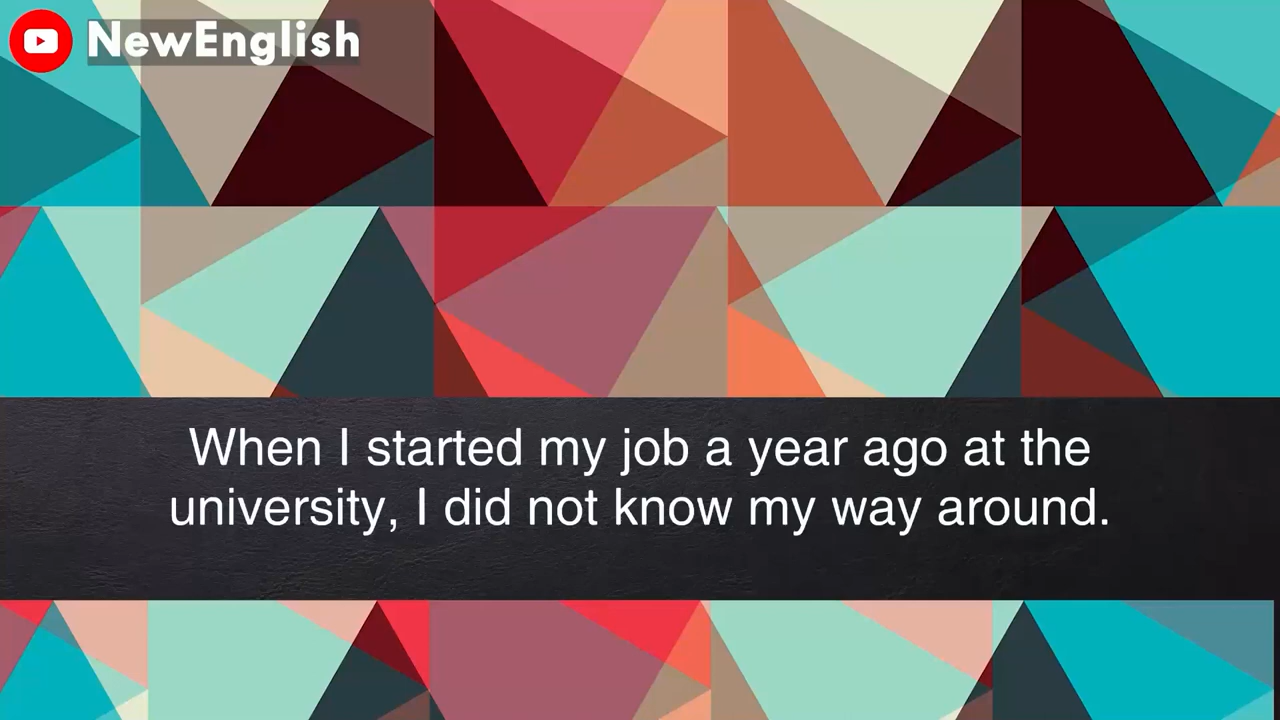 NewEnglish
When I started my job a year ago at the
university, I did not know my way around.